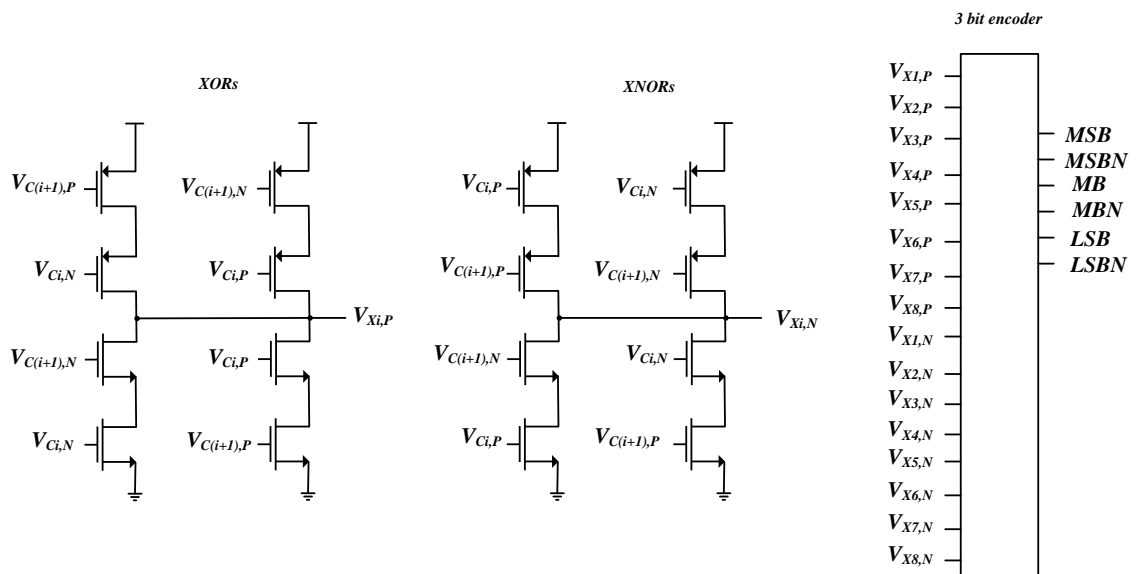 3 bit encoder
XORs
XNORs
V_{C(i+1),P}
V_{C(i+1),N}
V_{Ci,N}
V_{Ci,P}
V_{Xi,P}
V_{C(i+1),N}
V_{Ci,P}
V_{Ci,N}
V_{C(i+1),P}
V_{Ci,P}
V_{Ci,N}
V_{C(i+1),P}
V_{C(i+1),N}
V_{Xi,N}
V_{C(i+1),N}
V_{Ci,N}
V_{Ci,P}
V_{C(i+1),P}
V_{X1,P}
V_{X2,P}
V_{X3,P}
V_{X4,P}
V_{X5,P}
V_{X6,P}
V_{X7,P}
V_{X8,P}
V_{X1,N}
V_{X2,N}
V_{X3,N}
V_{X4,N}
V_{X5,N}
V_{X6,N}
V_{X7,N}
V_{X8,N}
MSB
MSBN
MB
MBN
LSB
LSBN